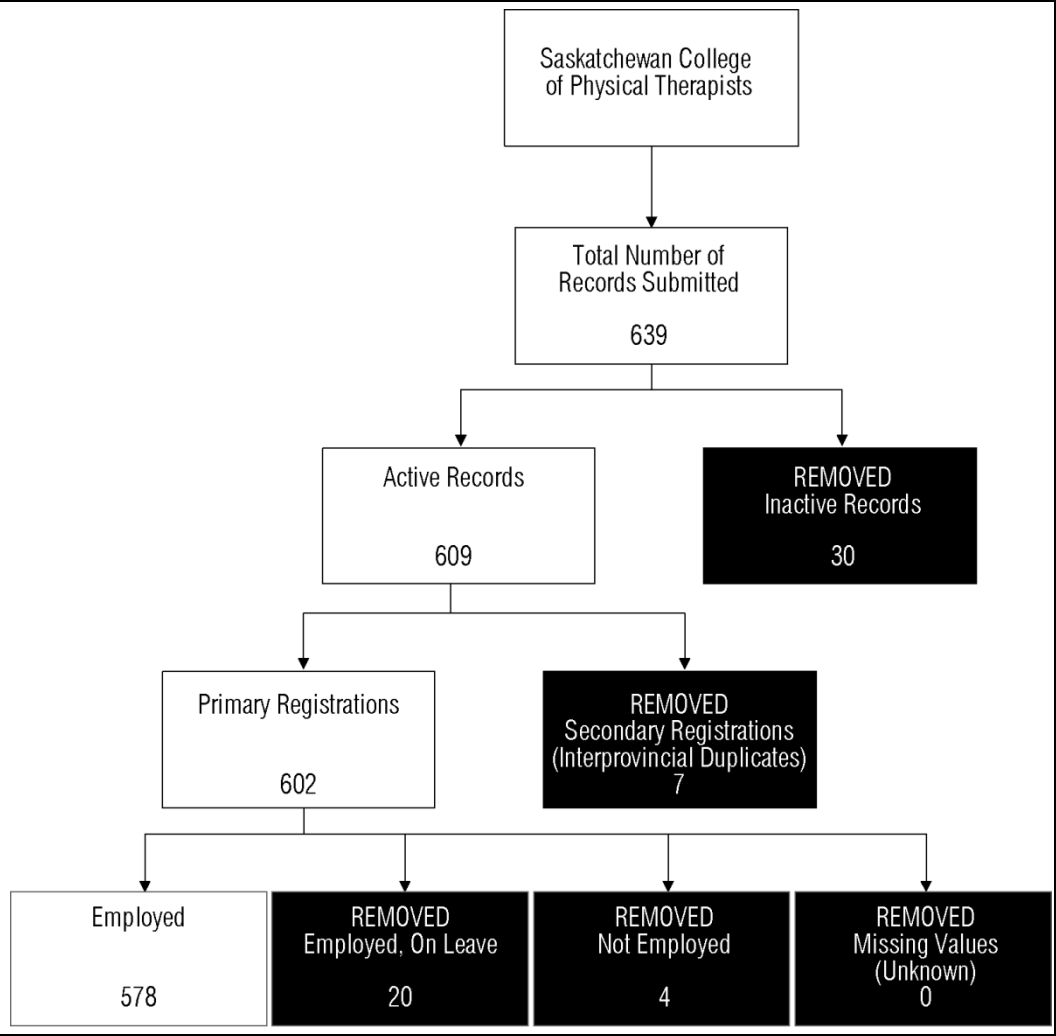 Saskatchewan College
of Physical Therapists
Total Number of
Records Submitted
639
Active Records
609
REMOVED
Inactive Records
30
Primary Registrations
602
REMOVED
Secondary Registrations
(Interprovincial Duplicates)
7
Employed
578
REMOVED
Employed, On Leave
20
REMOVED
Not Employed
4
REMOVED
Missing Values
(Unknown)
0